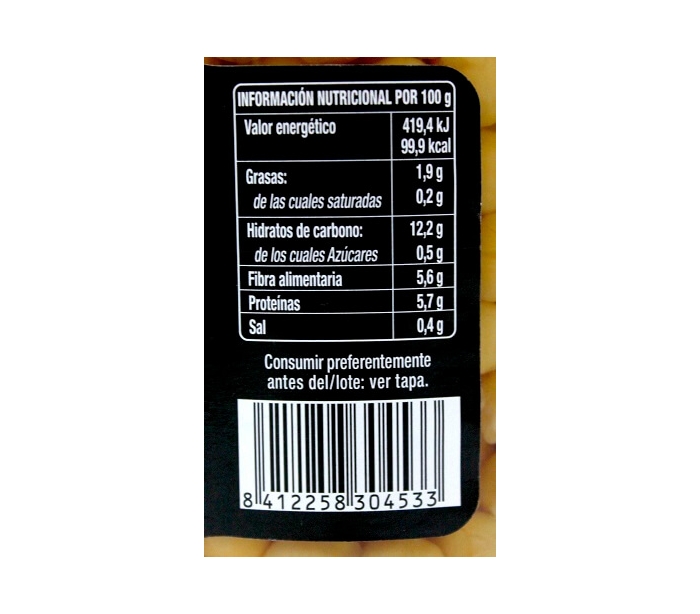 INFORMACIÓN NUTRICIONAL POR 100 g
Valor energético 419,4 kJ
99,9 kcal
Grasas: 1,9 g
de las cuales saturadas 0,2 g
Hidratos de carbono: 12,2 g
de los cuales Azúcares 0,5 g
Fibra alimentaria 5,6 g
Proteínas 5,7 g
Sal 0,4 g
Consumir preferentemente
antes del/lote: ver tapa.
8 412258 304533